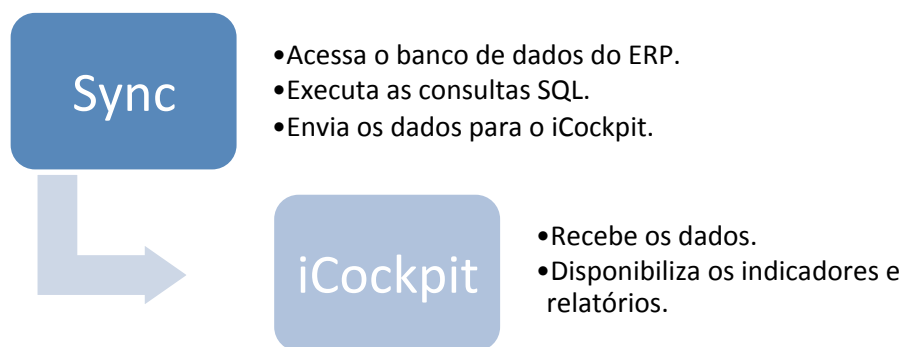 Sync
•Acessa o banco de dados do ERP.
•Executa as consultas SQL.
•Envia os dados para o iCockpit.
iCockpit
•Recebe os dados.
•Disponibiliza os indicadores e
relatórios.